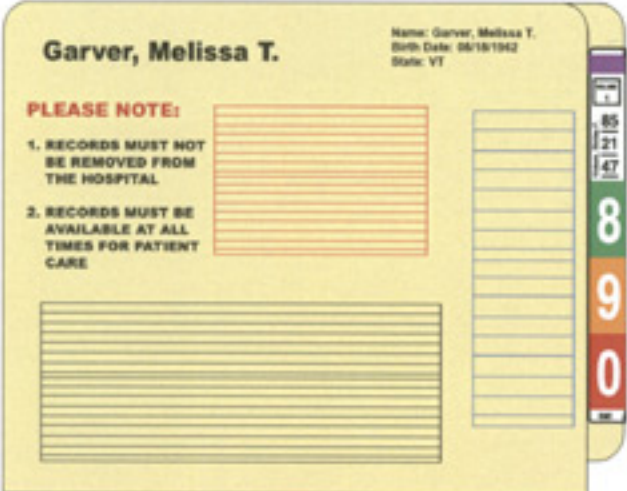 Garver, Melissa T.
Name: Garver, Melissa T.
Birth Date: 08/18/1962
State: VT
PLEASE NOTE:
1. RECORDS MUST NOT
BE REMOVED FROM
THE HOSPITAL
2. RECORDS MUST BE
AVAILABLE AT ALL
TIMES FOR PATIENT
CARE
85
21
47
8
9
0